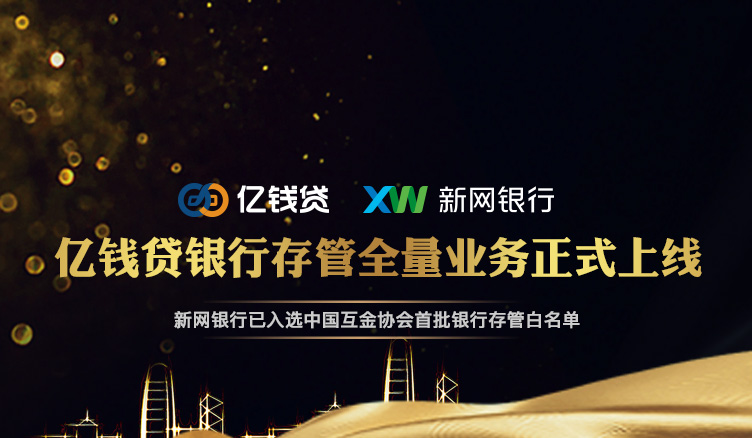 亿钱贷 XW 新网银行
亿钱贷银行存管全量业务正式上线
新网银行已入选中国互金协会首批银行存管白名单